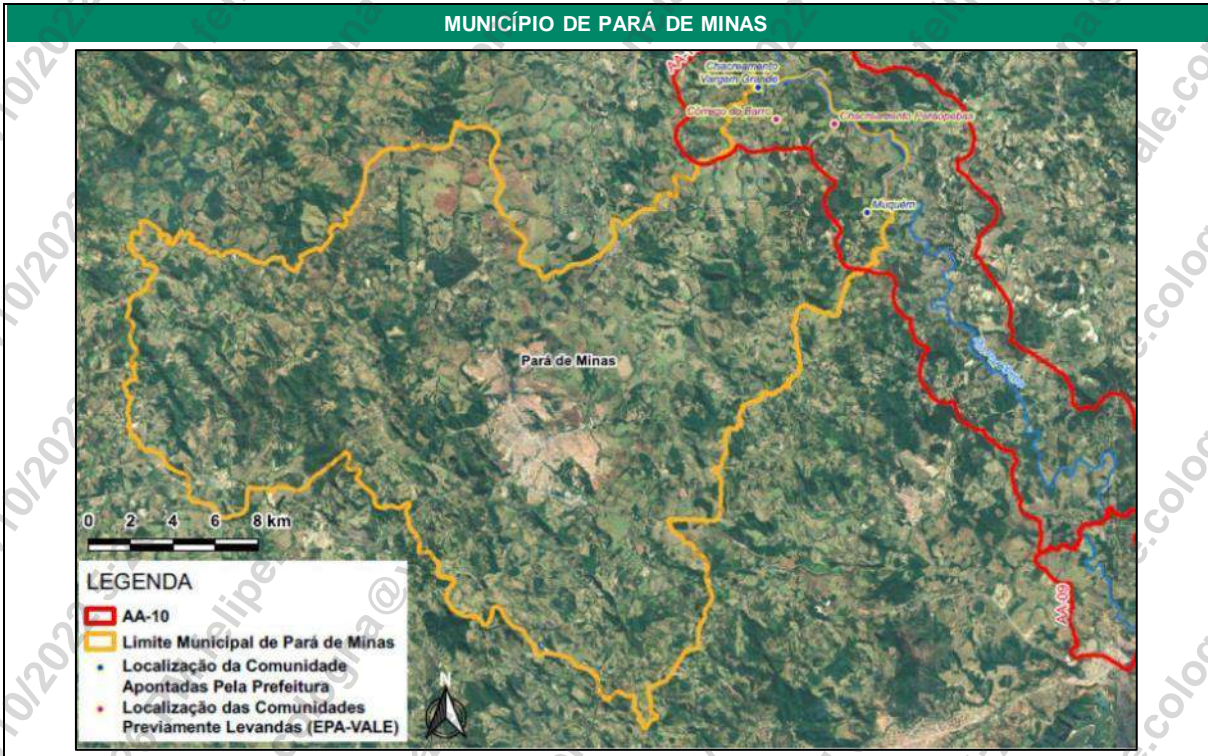 MUNICÍPIO DE PARÁ DE MINAS
Chacreamento
Vargem Grande
Córrego do Barro
Chacreamento Paraopebas
Muquém
Pará de Minas
0 2 4 6 8 km
AA-09
LEGENDA
AA-10
Limite Municipal de Pará de Minas
Localização da Comunidade
Apontadas Pela Prefeitura
Localização das Comunidades
Previamente Levandas (EPA-VALE)
N